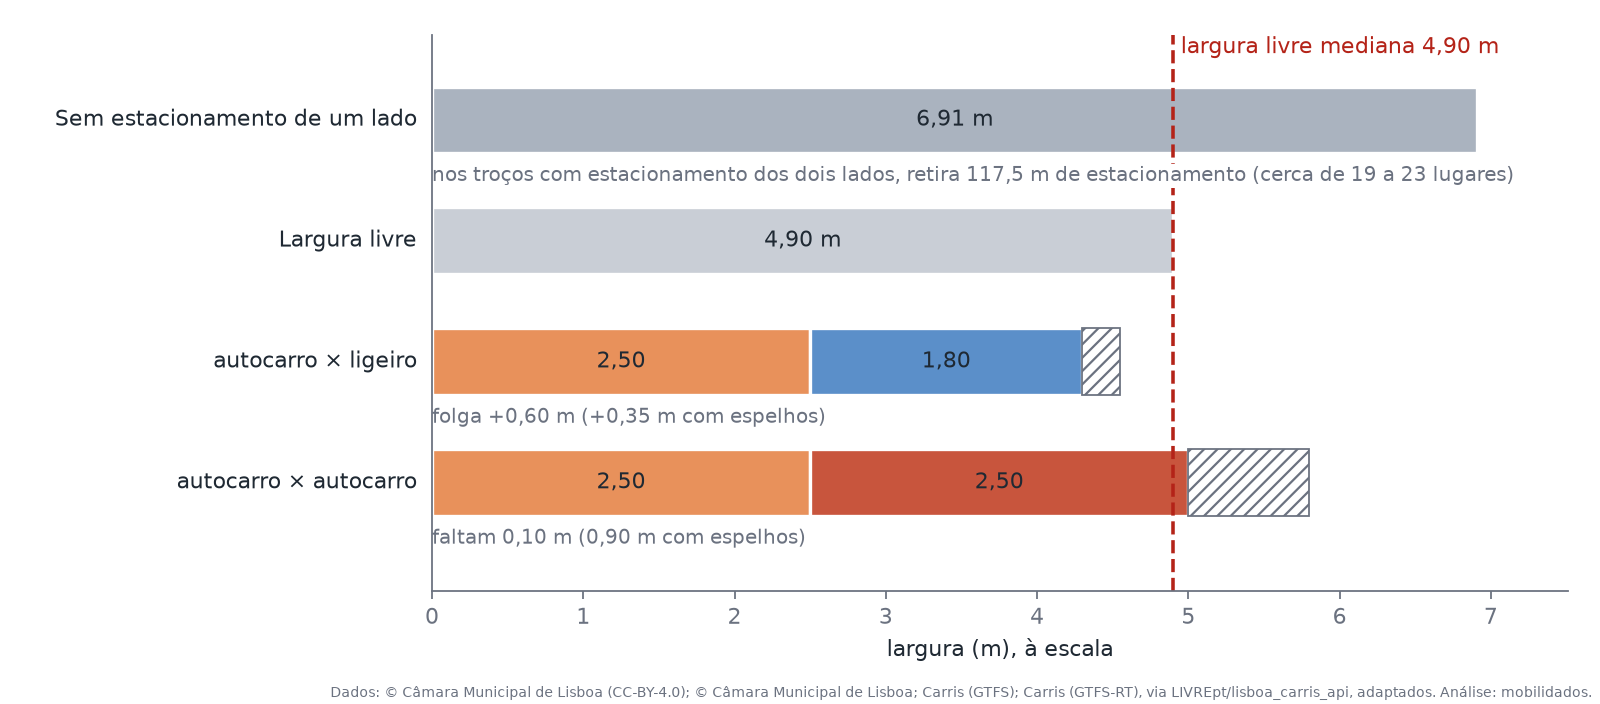 largura livre mediana 4,90 m
Sem estacionamento de um lado
6,91 m
nos troços com estacionamento dos dois lados, retira 117,5 m de estacionamento (cerca de 19 a 23 lugares)
Largura livre
4,90 m
autocarro × ligeiro
2,50
1,80
folga +0,60 m (+0,35 m com espelhos)
autocarro × autocarro
2,50
2,50
faltam 0,10 m (0,90 m com espelhos)
0 1 2 3 4 5 6 7
largura (m), à escala
Dados: © Câmara Municipal de Lisboa (CC-BY-4.0); © Câmara Municipal de Lisboa; Carris (GTFS); Carris (GTFS-RT), via LIVREpt/lisboa_carris_api, adaptados. Análise: mobilidados.